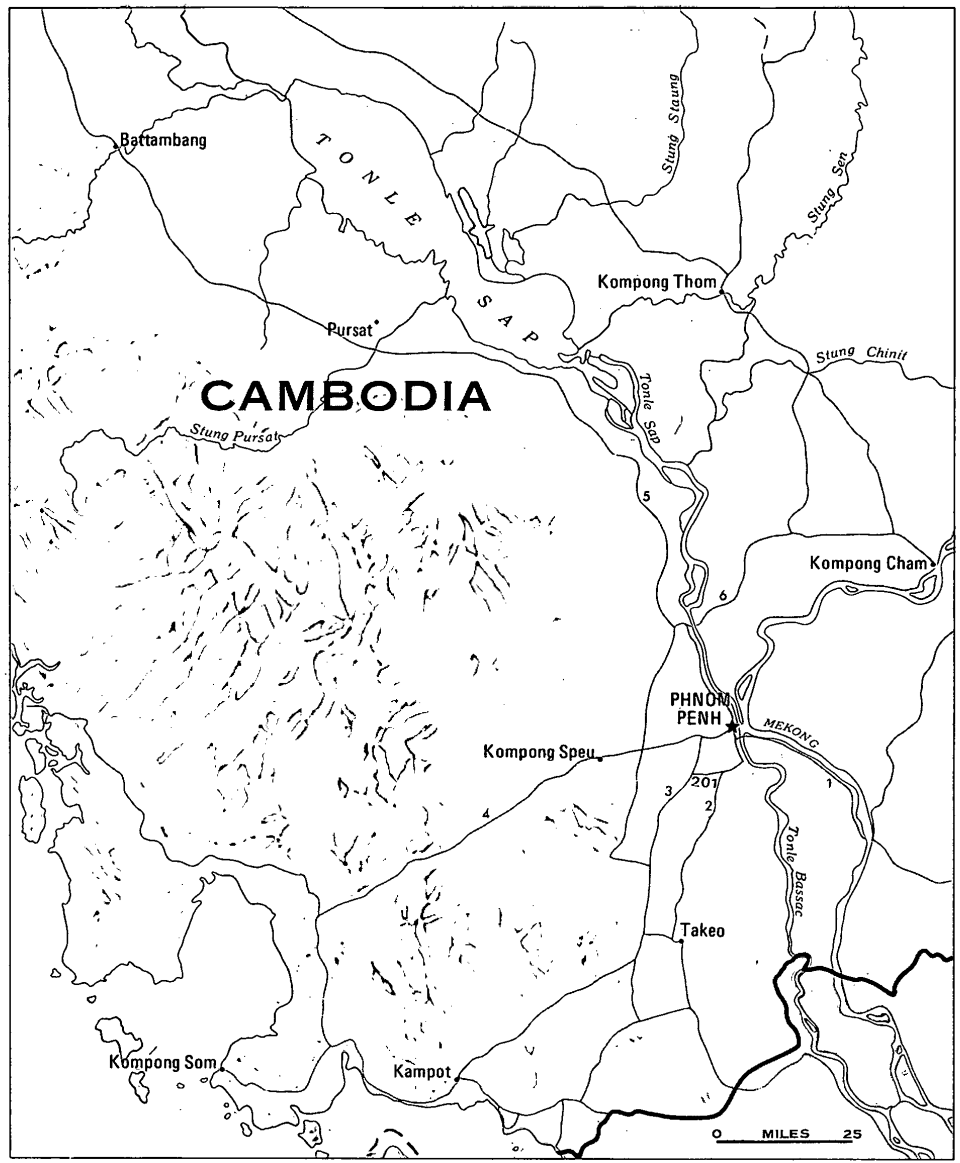 Battambang
TONLE SAP
Stung Staung
Stung Sen
Kompong Thom
Pursat
Stung Chinit
CAMBODIA
Tonle Sap
Stung Pursat
5
Kompong Cham
6
PHNOM
PENH
MEKONG
Kompong Speu
201
3
2
1
4
Tonle Bassac
Takeo
Kompong Som
Kampot
0 MILES 25